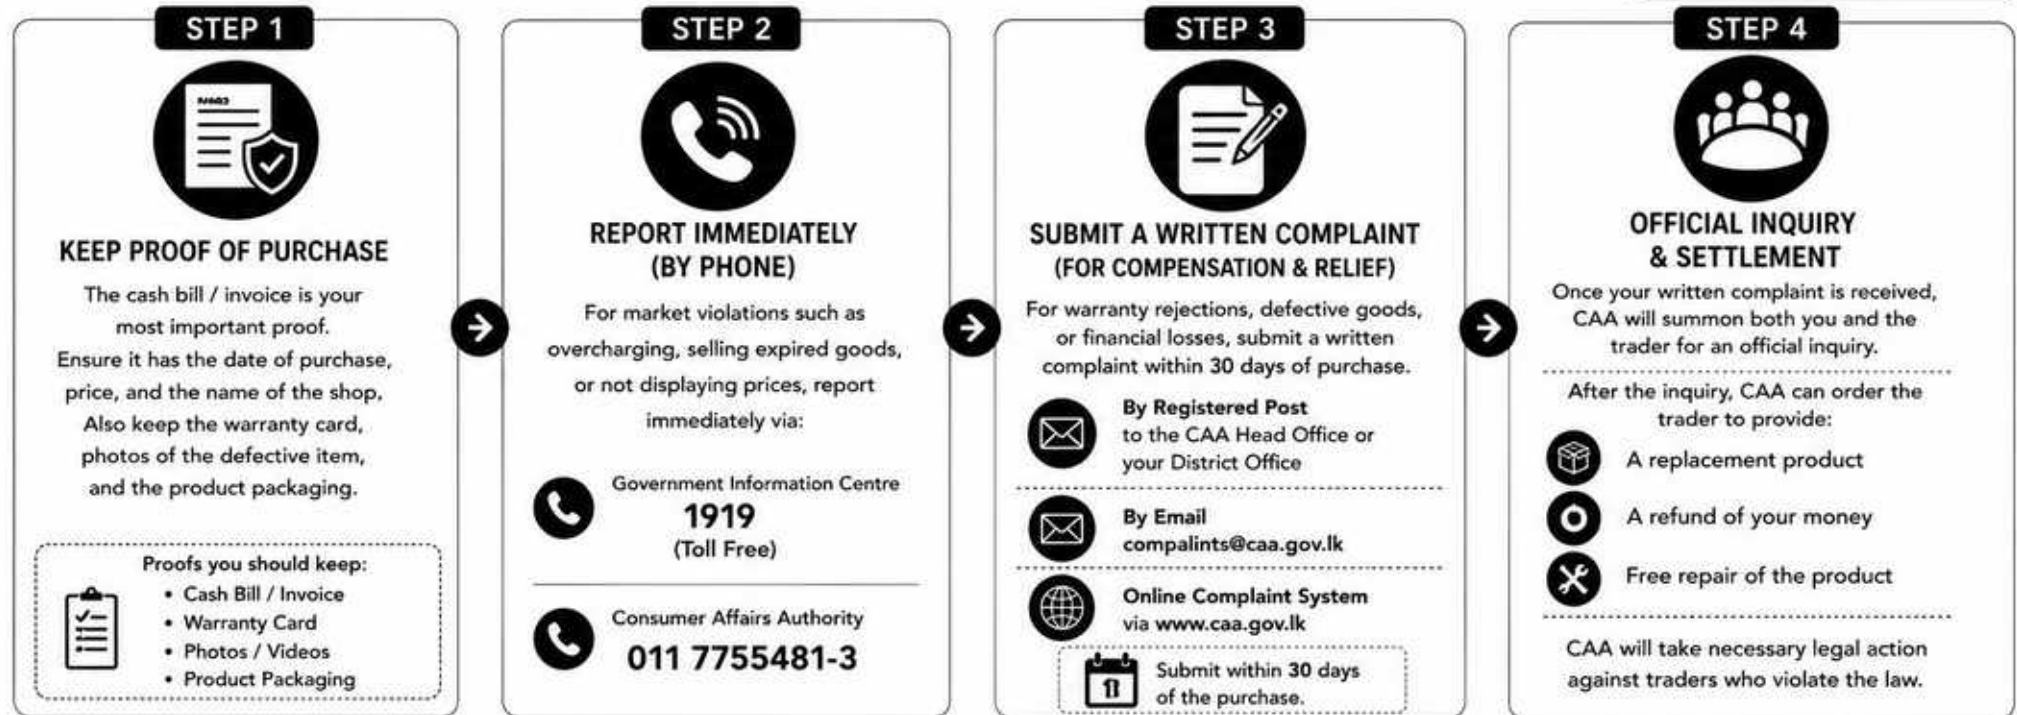 STEP 1
KEEP PROOF OF PURCHASE
The cash bill / invoice is your
most important proof.
Ensure it has the date of purchase,
price, and the name of the shop,
Also keep the warranty card,
photos of the defective item,
and the product packaging.
Proofs you should keep:
• Cash Bill / Invoice
• Warranty Card
• Photos / Videos
• Product Packaging
STEP 2
REPORT IMMEDIATELY
(BY PHONE)
For market violations such as
overcharging, selling expired goods,
or not displaying prices, report
immediately via:
Government Information Centre
1919
(Toll Free)
Consumer Affairs Authority
011 7755481-3
STEP 3
SUBMIT A WRITTEN COMPLAINT
(FOR COMPENSATION & RELIEF)
For warranty rejections, defective goods,
or financial losses, submit a written
complaint within 30 days of purchase.
By Registered Post
to the CAA Head Office or
your District Office
By Email
compalints@caa.gov.lk
Online Complaint System
via www.caa.gov.lk
Submit within 30 days
of the purchase.
STEP 4
OFFICIAL INQUIRY
& SETTLEMENT
Once your written complaint is received,
CAA will summon both you and the
trader for an official inquiry.
After the inquiry, CAA can order the
trader to provide:
A replacement product
A refund of your money
Free repair of the product
CAA will take necessary legal action
against traders who violate the law.